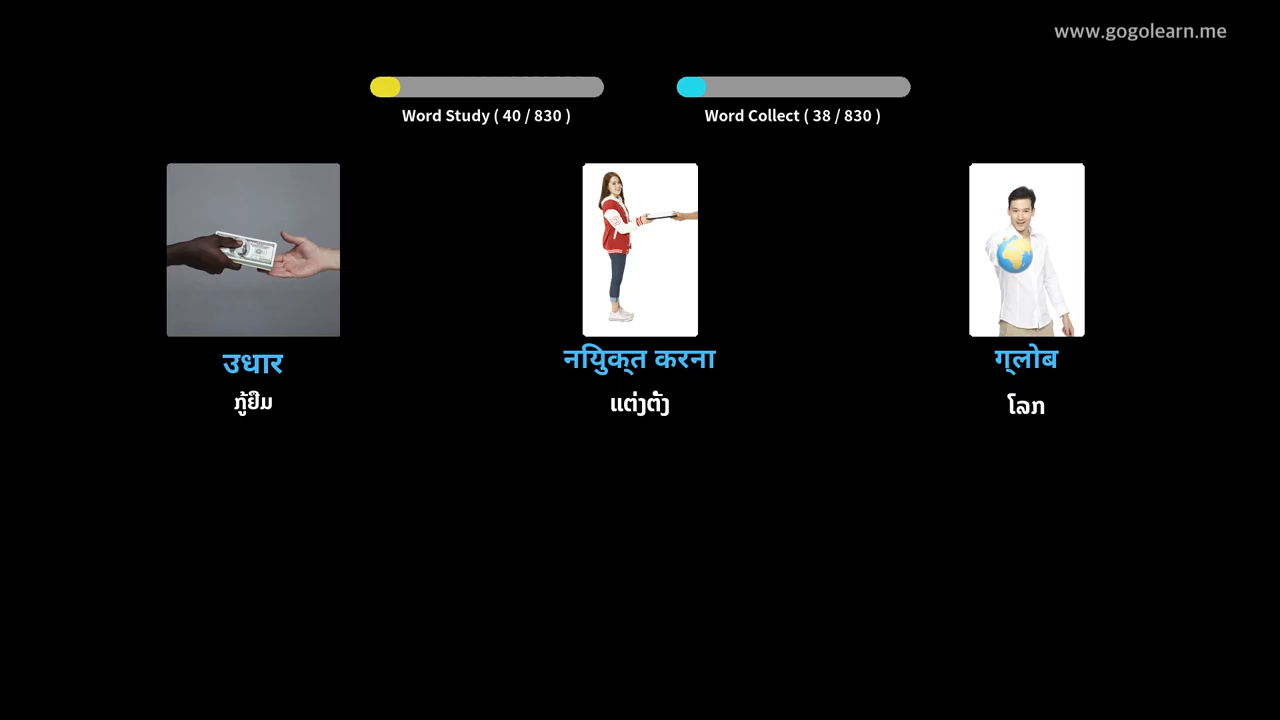 www.gogolearn.me
Word Study ( 40 / 830 )
Word Collect ( 38 / 830 )
उधार
नियुक्त करना
ग्लोब
ກູ້ຢືມ
ແຕ່ງຕັ້ງ
ໂລກ